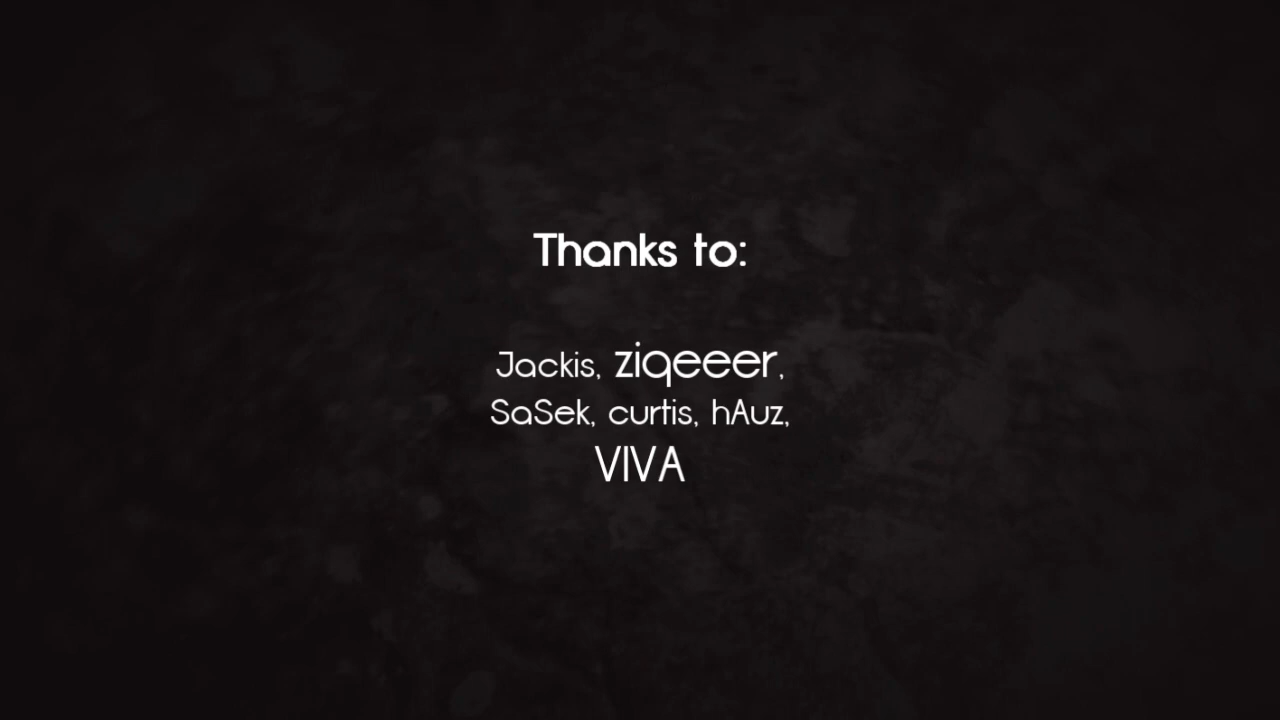 Thanks to:
Jackis, ziqeeer,
SaSek, curtis, hAuz,
VIVA